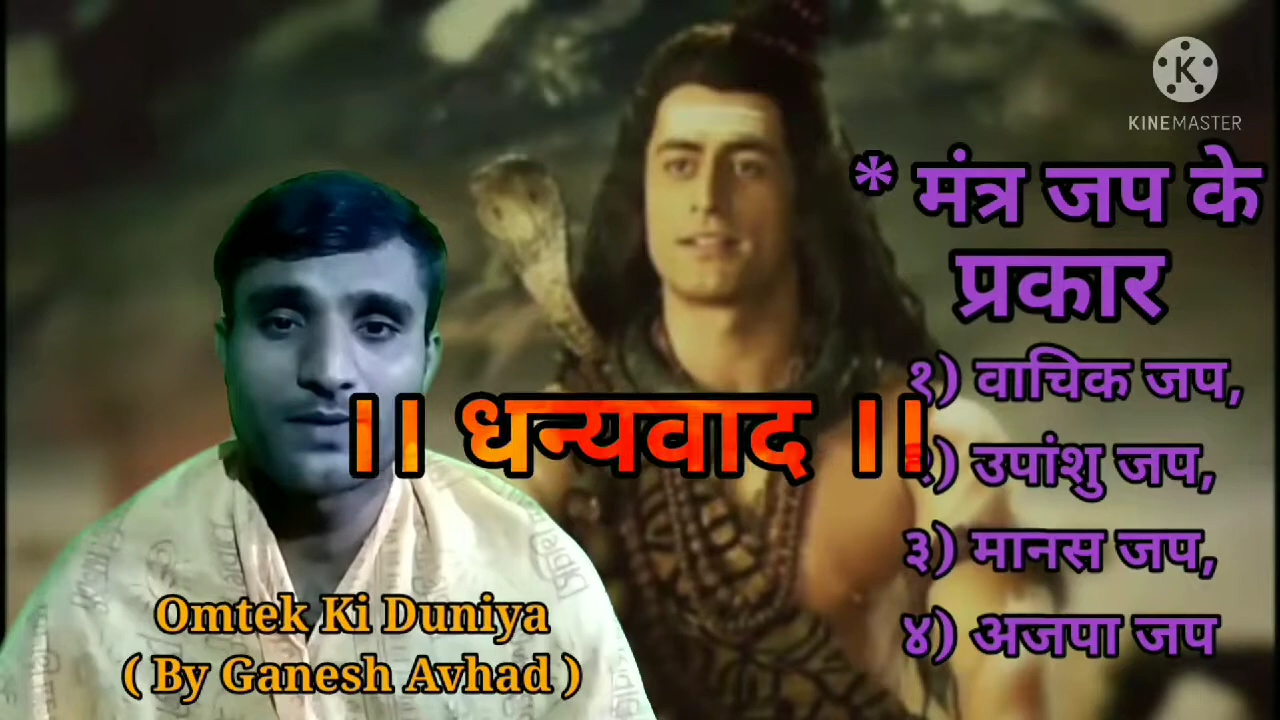 KINEMASTER
* मंत्र जप के
प्रकार
१) वाचिक जप,
२) उपांशु जप,
३) मानस जप,
४) अजपा जप
।। धन्यवाद ।।
Omtek Ki Duniya
( By Ganesh Avhad )